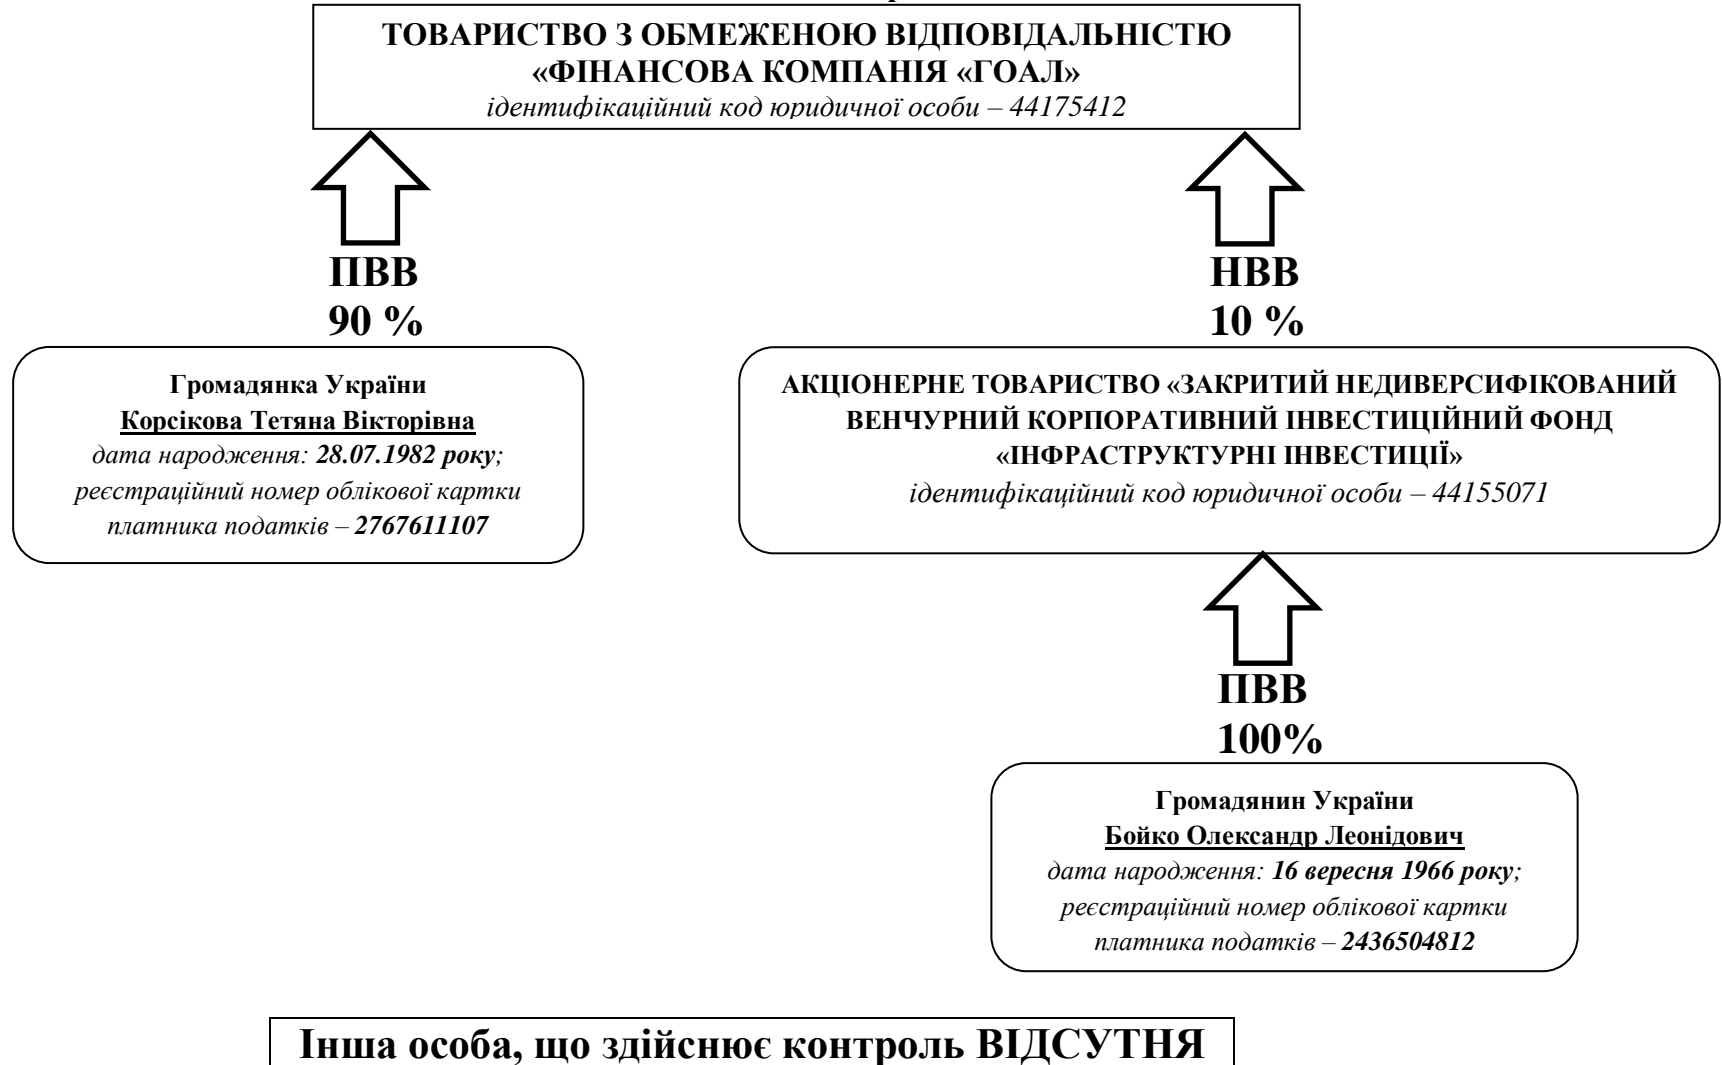 ТОВАРИСТВО З ОБМЕЖЕНОЮ ВІДПОВІДАЛЬНІСТЮ
«ФІНАНСОВА КОМПАНІЯ «ГОАЛ»
ідентифікаційний код юридичної особи – 44175412
ПВВ
90 %
НВВ
10 %
Громадянка України
Корсікова Тетяна Вікторівна
дата народження: 28.07.1982 року;
реєстраційний номер облікової картки
платника податків – 2767611107
АКЦІОНЕРНЕ ТОВАРИСТВО «ЗАКРИТИЙ НЕДИВЕРСИФІКОВАНИЙ
ВЕНЧУРНИЙ КОРПОРАТИВНИЙ ІНВЕСТИЦІЙНИЙ ФОНД
«ІНФРАСТРУКТУРНІ ІНВЕСТИЦІЇ»
ідентифікаційний код юридичної особи – 44155071
ПВВ
100%
Громадянин України
Бойко Олександр Леонідович
дата народження: 16 вересня 1966 року;
реєстраційний номер облікової картки
платника податків – 2436504812
Інша особа, що здійснює контроль ВІДСУТНЯ